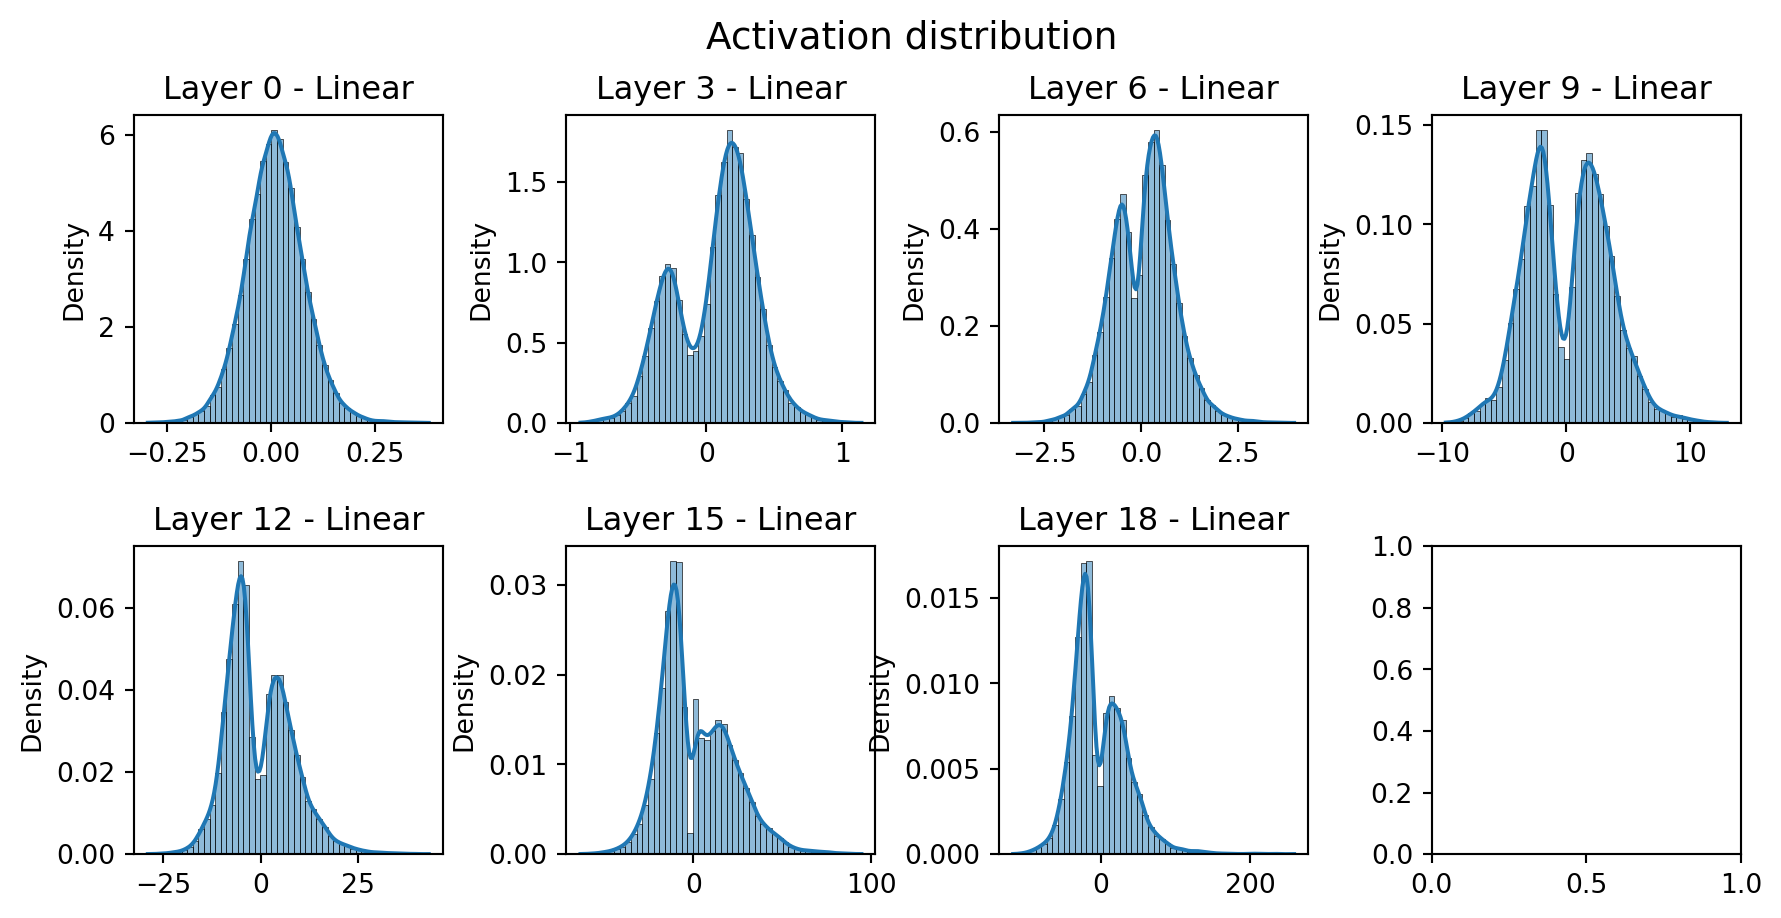 Activation distribution
Layer 0 - Linear
Layer 3 - Linear
Layer 6 - Linear
Layer 9 - Linear
Density
6
4
2
0
−0.25 0.00 0.25
Density
1.5
1.0
0.5
0.0
−1 0 1
Density
0.6
0.4
0.2
0.0
−2.5 0.0 2.5
Density
0.15
0.10
0.05
0.00
−10 0 10
Layer 12 - Linear
Layer 15 - Linear
Layer 18 - Linear
Density
0.06
0.04
0.02
0.00
−25 0 25
Density
0.03
0.02
0.01
0.00
0 100
Density
0.015
0.010
0.005
0.000
0 200
1.0
0.8
0.6
0.4
0.2
0.0
0.0 0.5 1.0